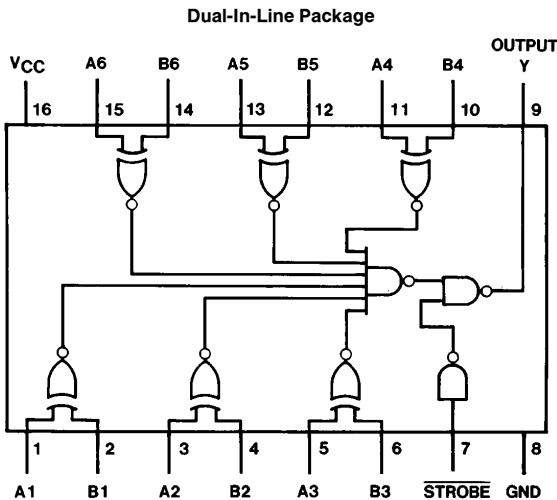 Dual-In-Line Package
OUTPUT
VCC A6 B6 A5 B5 A4 B4 Y
16 15 14 13 12 11 10 9
1 2 3 4 5 6 7 8
A1 B1 A2 B2 A3 B3 STROBE GND